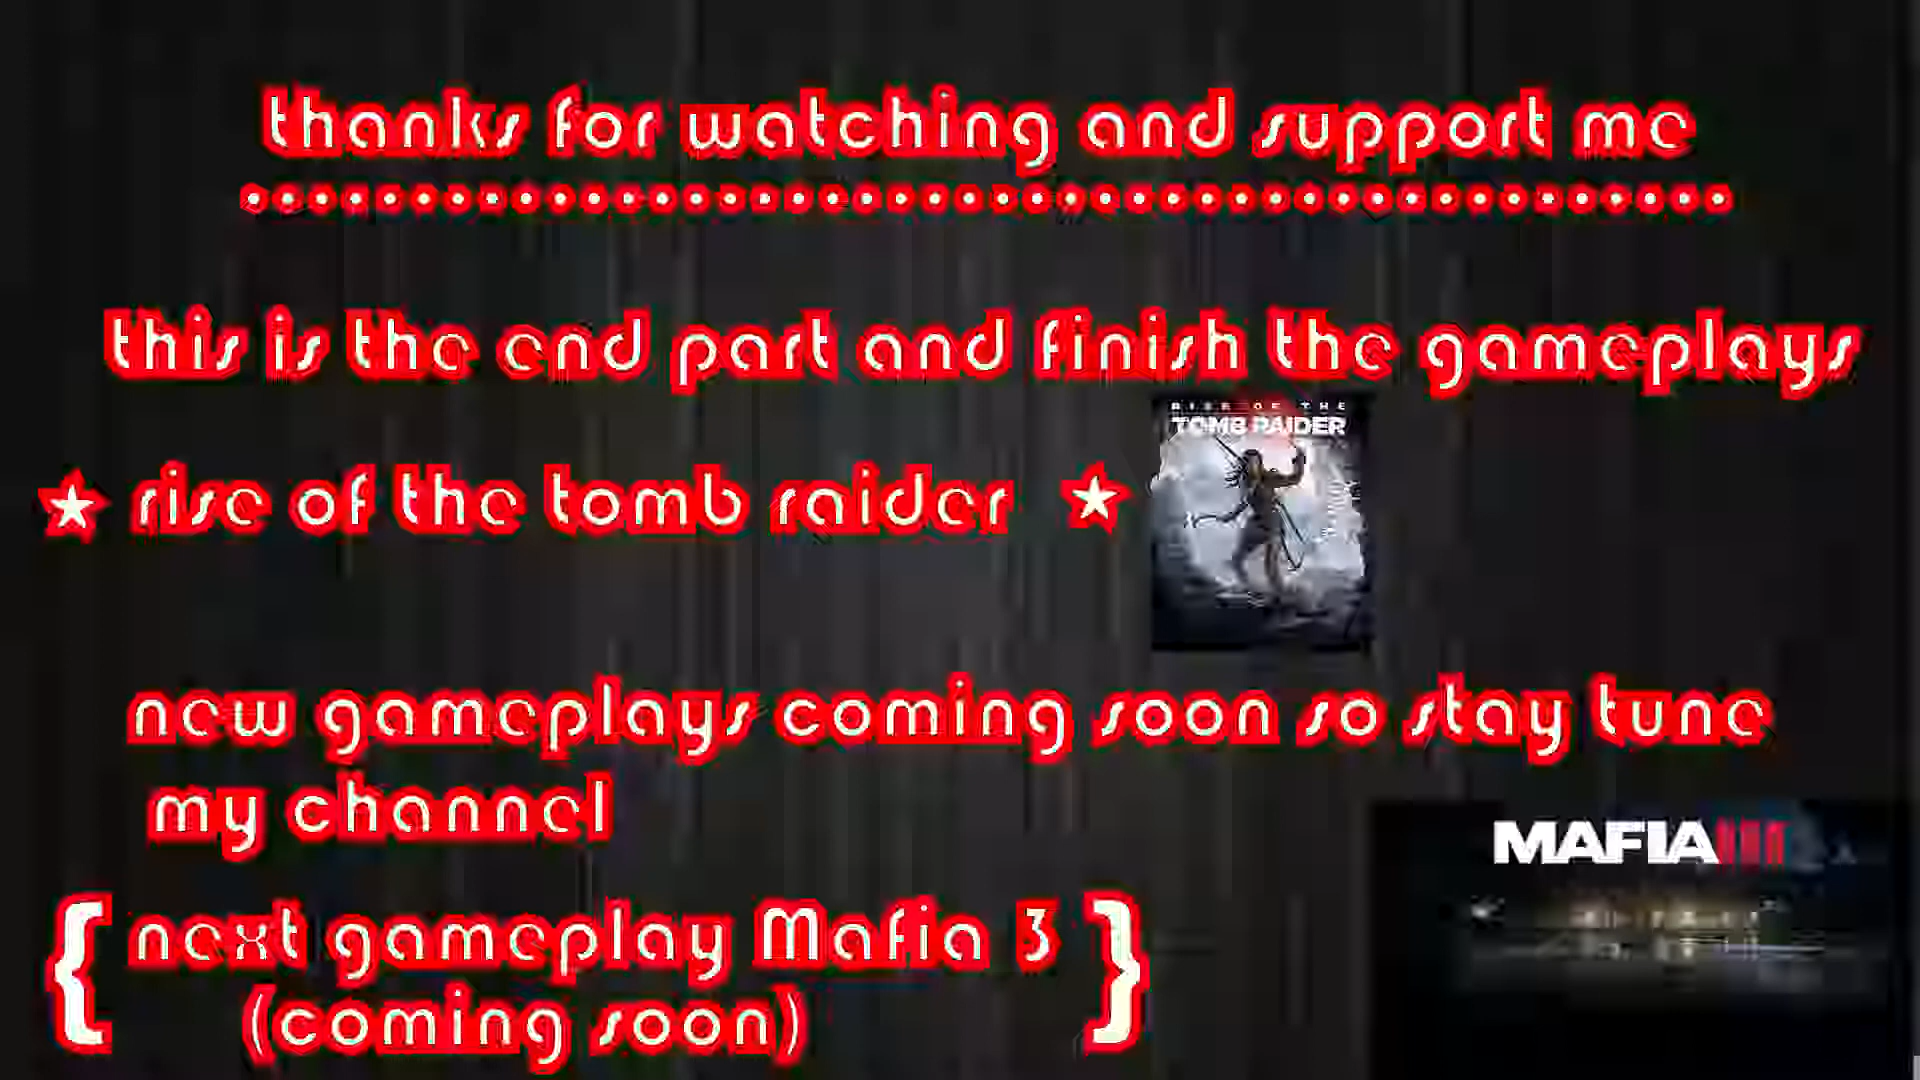 thanks for watching and support me
this is the end part and finish the gameplays
RISE OF THE
TOMB RAIDER
★ rise of the tomb raider ★
new gameplays coming soon so stay tune
my channel
MAFIA III
{ next gameplay Mafia 3 }
(coming soon)